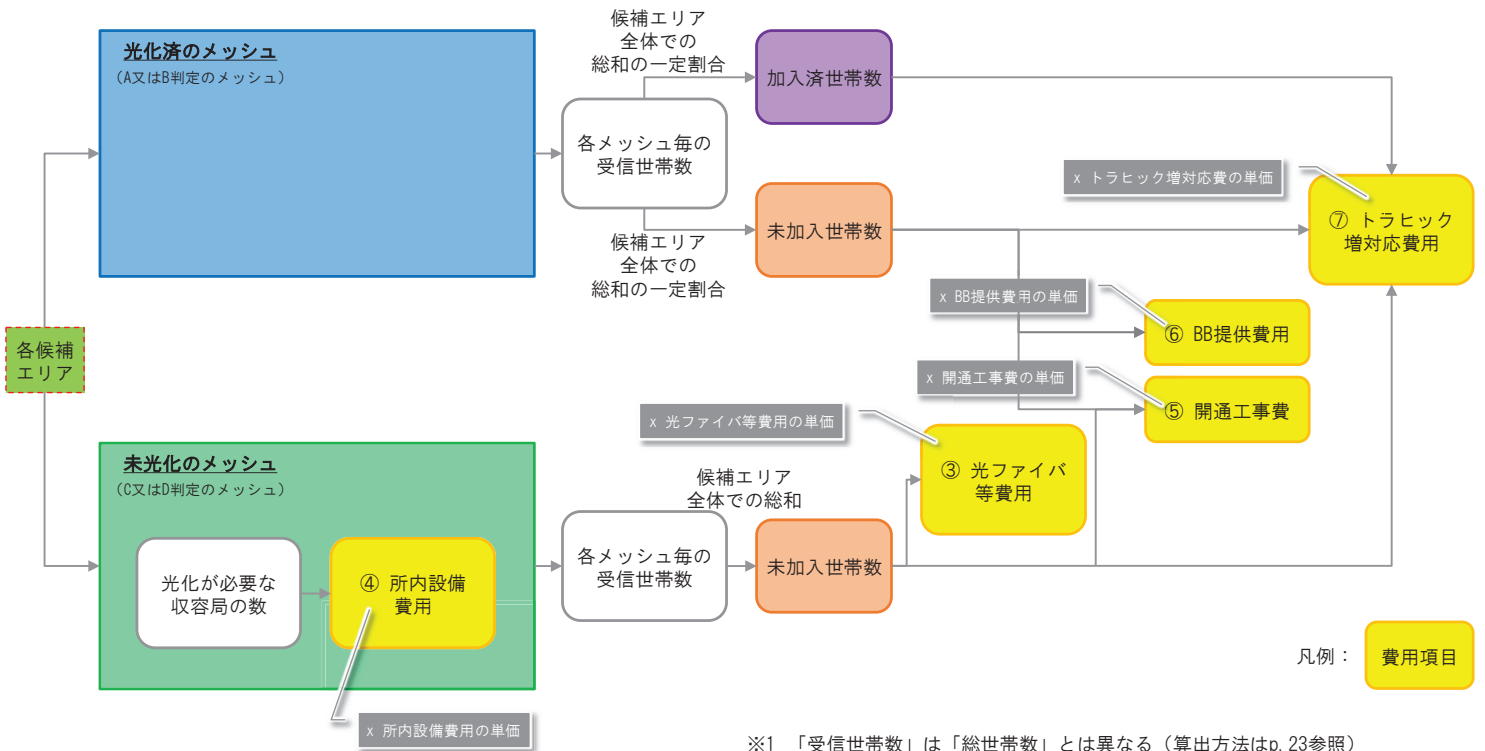 候補エリア
全体での
総和の一定割合
光化済のメッシュ
(A又はB判定のメッシュ)
加入済世帯数
各メッシュ毎の
受信世帯数
x トラヒック増対応費の単価
未加入世帯数
⑦ トラヒック
増対応費用
候補エリア
全体での
総和の一定割合
x BB提供費用の単価
⑥ BB提供費用
各候補
エリア
x 開通工事費の単価
⑤ 開通工事費
x 光ファイバ等費用の単価
未光化のメッシュ
(C又はD判定のメッシュ)
候補エリア
全体での総和
③ 光ファイバ
等費用
光化が必要な
収容局の数
④ 所内設備
費用
各メッシュ毎の
受信世帯数
未加入世帯数
凡例：
費用項目
x 所内設備費用の単価
※1 「受信世帯数」は「総世帯数」とは異なる（算出方法はp.23参照）